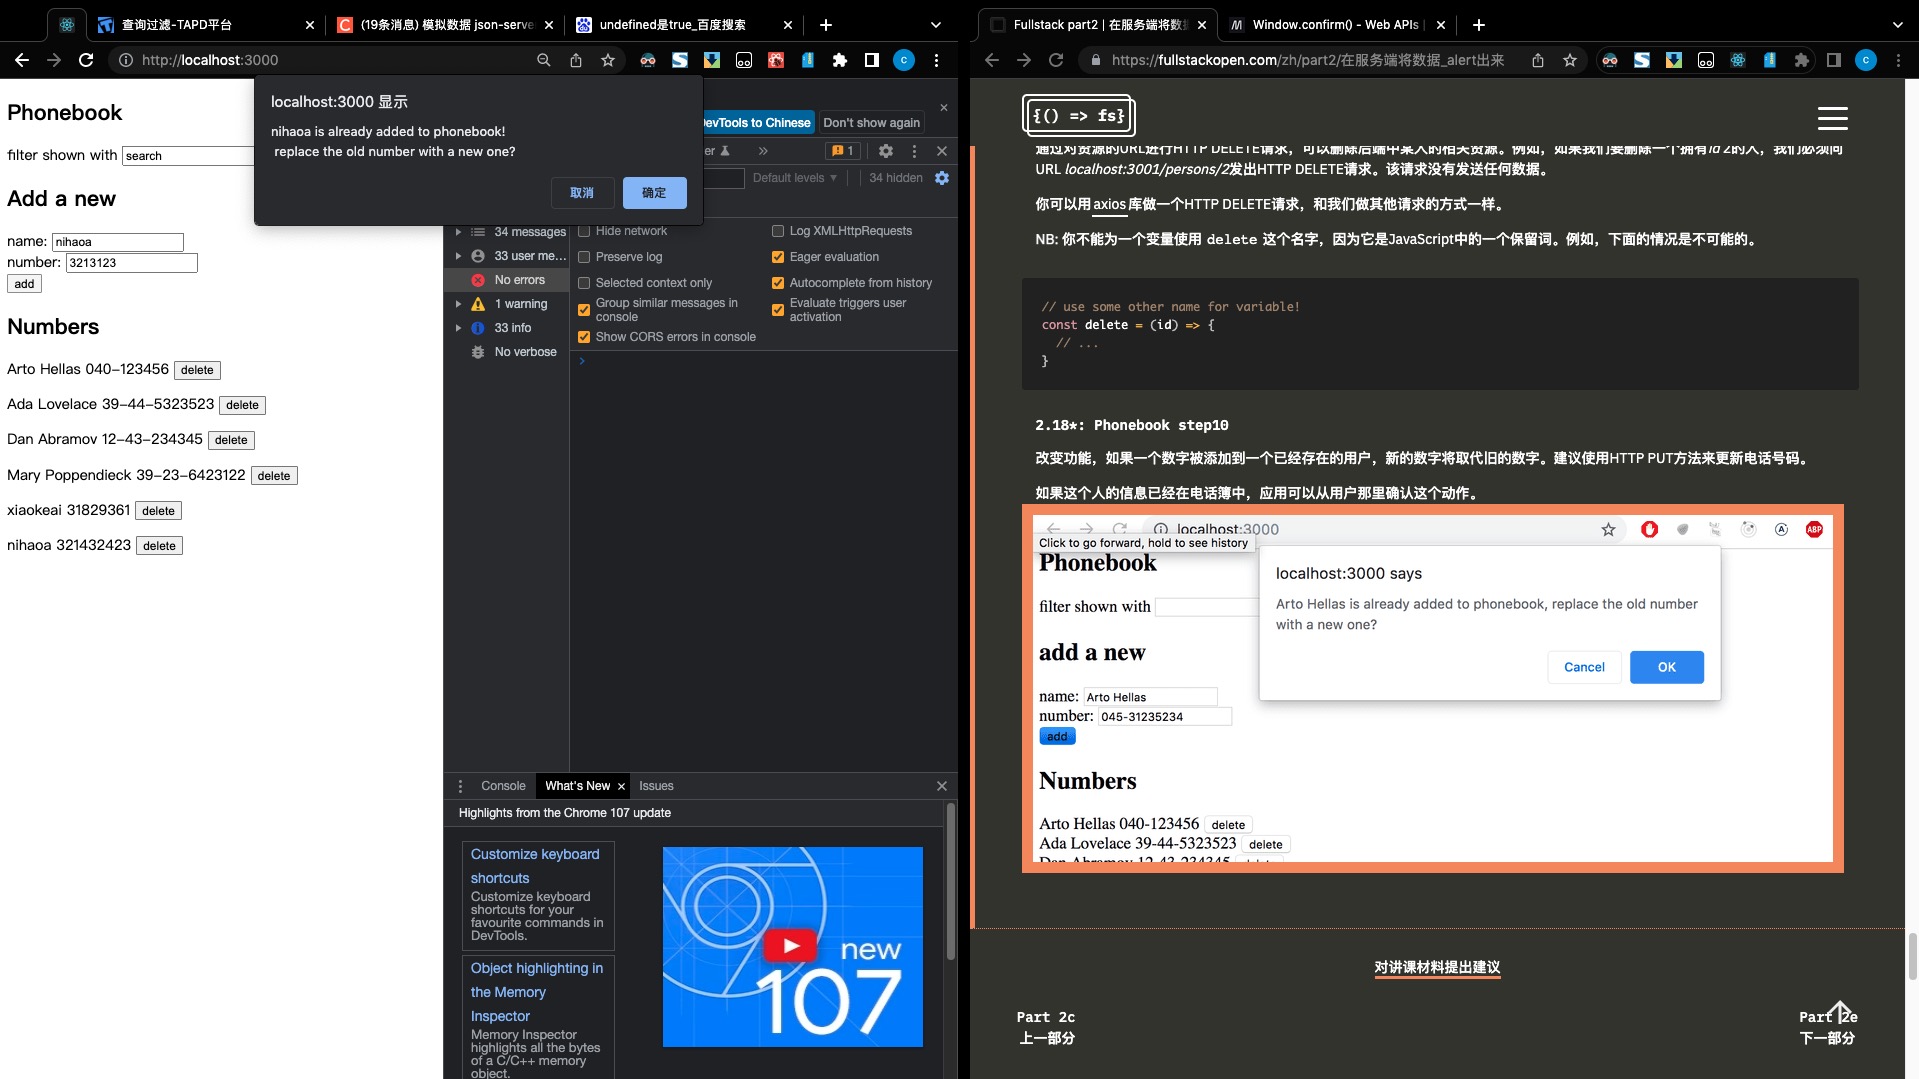 查询过滤-TAPD平台
(19条消息) 模拟数据 json-serve
undefined是true_百度搜索
http://localhost:3000
Phonebook
filter shown with search
Add a new
name: nihaoa
number: 3213123
add
Numbers
Arto Hellas 040-123456 delete
Ada Lovelace 39-44-5323523 delete
Dan Abramov 12-43-234345 delete
Mary Poppendieck 39-23-6423122 delete
xiaokeai 31829361 delete
nihaoa 321432423 delete
localhost:3000 显示
nihaoa is already added to phonebook!
replace the old number with a new one?
取消
确定
DevTools to Chinese
Don't show again
1
Default levels
34 hidden
34 messages
33 user me...
No errors
1 warning
33 info
No verbose
Hide network
Log XMLHttpRequests
Preserve log
Eager evaluation
Selected context only
Autocomplete from history
Group similar messages in
console
Evaluate triggers user
activation
Show CORS errors in console
Console
What's New
Issues
Highlights from the Chrome 107 update
Customize keyboard
shortcuts
Customize keyboard
shortcuts for your
favourite commands in
DevTools.
Object highlighting in
the Memory
Inspector
Memory Inspector
highlights all the bytes
of a C/C++ memory
object.
new
107
Fullstack part2 | 在服务端将数据
Window.confirm() - Web APIs |
https://fullstackopen.com/zh/part2/在服务端将数据_alert出来
{() => fs}
通过对资源的URL进行HTTP DELETE请求，可以删除后端中某人的相关资源。例如，如果我们要删除一个拥有id 2的人，我们必须向
URL localhost:3001/persons/2发出HTTP DELETE请求。该请求没有发送任何数据。
你可以用axios库做一个HTTP DELETE请求，和我们做其他请求的方式一样。
NB: 你不能为一个变量使用 delete 这个名字，因为它是JavaScript中的一个保留词。例如，下面的情况是不可能的。
// use some other name for variable!
const delete = (id) => {
// ...
}
2.18*: Phonebook step10
改变功能，如果一个数字被添加到一个已经存在的用户，新的数字将取代旧的数字。建议使用HTTP PUT方法来更新电话号码。
如果这个人的信息已经在电话簿中，应用可以从用户那里确认这个动作。
localhost:3000
ABP
Click to go forward, hold to see history
Phonebook
filter shown with
add a new
name: Arto Hellas
number: 045-31235234
add
localhost:3000 says
Arto Hellas is already added to phonebook, replace the old number
with a new one?
Cancel
OK
Numbers
Arto Hellas 040-123456 delete
Ada Lovelace 39-44-5323523 delete
Dan Abramov 12-43-234345
对讲课材料提出建议
Part 2c
上一部分
Part 2e
下一部分